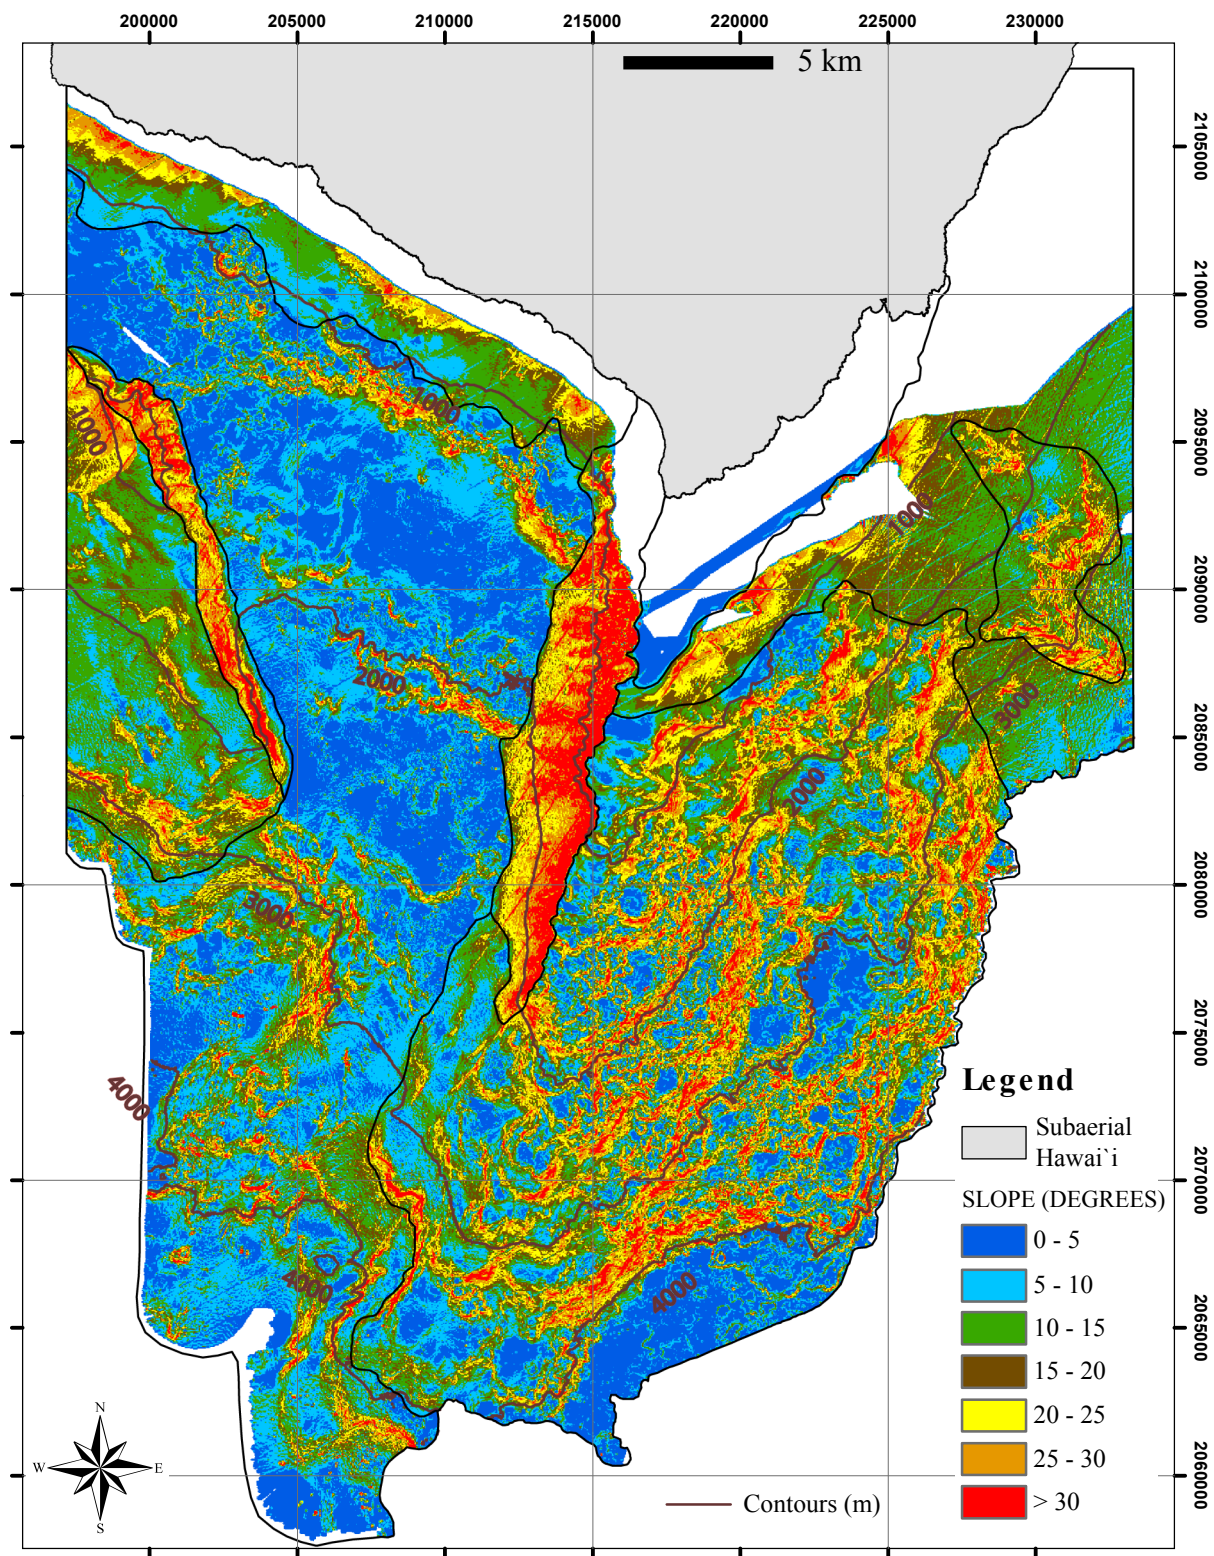 200000 205000 210000 215000 220000 225000 230000
5 km
2105000
2100000
2095000
2090000
2085000
2080000
2075000
2070000
2065000
2060000
1000
1000
1000
2000
3000
2000
3000
4000
4000
4000
Legend
Subaerial
Hawai`i
SLOPE (DEGREES)
0 - 5
5 - 10
10 - 15
15 - 20
20 - 25
25 - 30
> 30
Contours (m)
N
W E
S